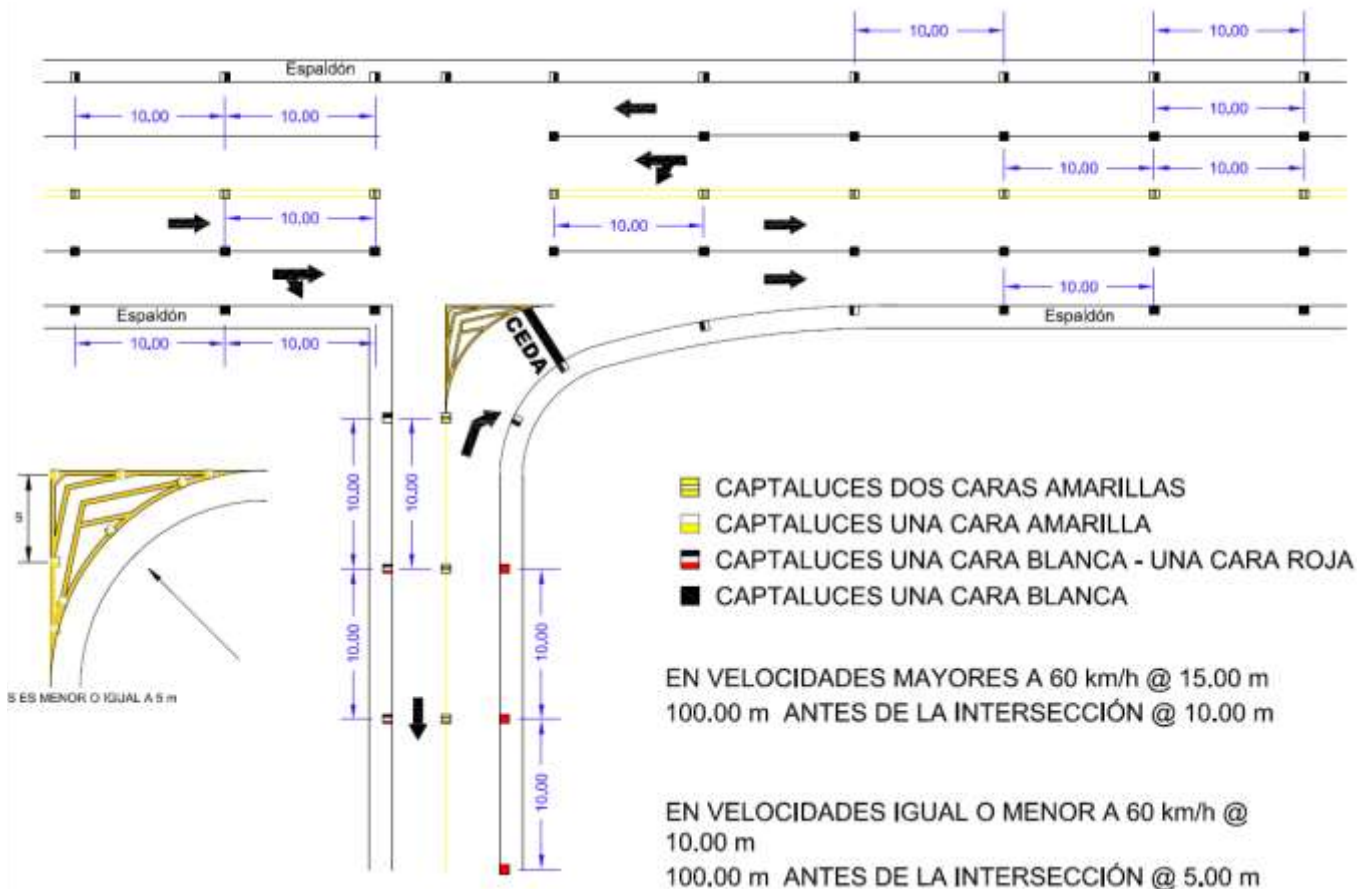 10.00 10.00
Espaldón
10.00 10.00 10.00
10.00 10.00
10.00 10.00
10.00
Espaldón Espaldón
10.00 10.00
CEDA
10.00 10.00
S
10.00 10.00
10.00
S ES MENOR O IGUAL A 5 m
CAPTALUCES DOS CARAS AMARILLAS
CAPTALUCES UNA CARA AMARILLA
CAPTALUCES UNA CARA BLANCA - UNA CARA ROJA
CAPTALUCES UNA CARA BLANCA
EN VELOCIDADES MAYORES A 60 km/h @ 15.00 m
100.00 m ANTES DE LA INTERSECCIÓN @ 10.00 m
EN VELOCIDADES IGUAL O MENOR A 60 km/h @
10.00 m
100.00 m ANTES DE LA INTERSECCIÓN @ 5.00 m